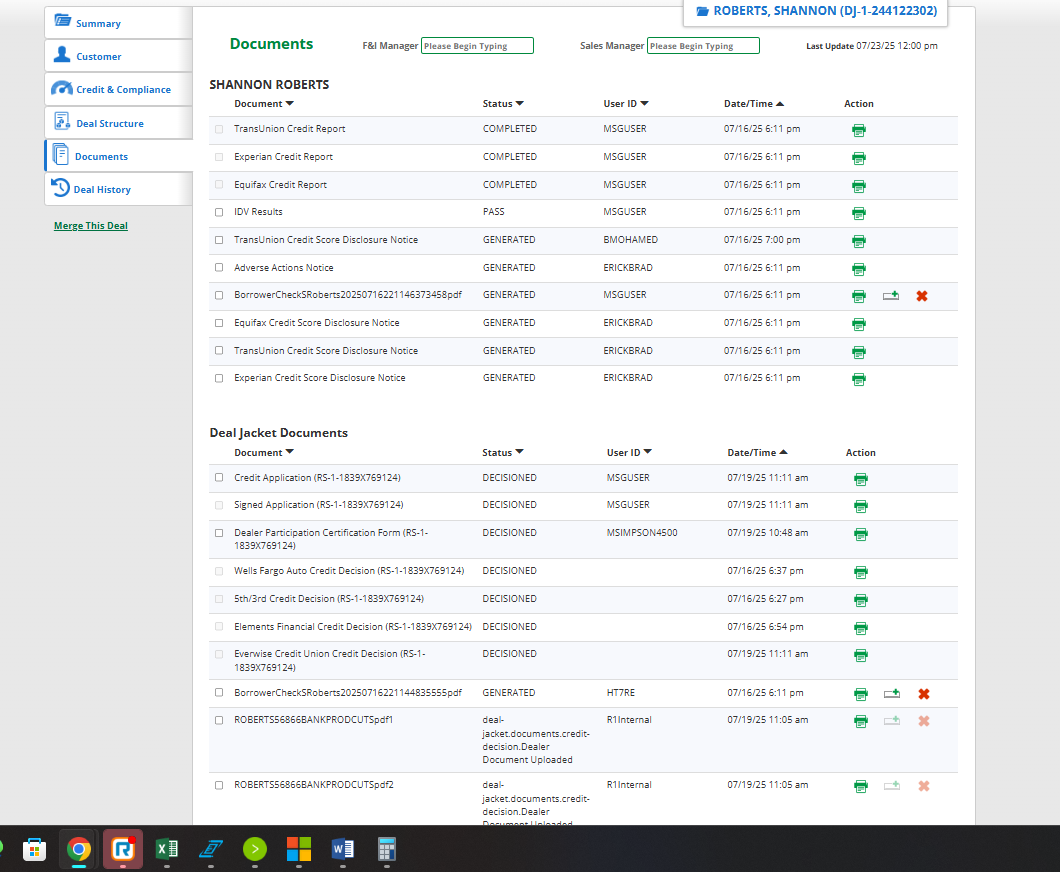 ROBERTS, SHANNON (DJ-1-244122302)
Summary
Customer
Credit & Compliance
Deal Structure
Documents
Deal History
Merge This Deal
Documents
F&I Manager Please Begin Typing
Sales Manager Please Begin Typing
Last Update 07/23/25 12:00 pm
SHANNON ROBERTS
Document Status User ID Date/Time Action
TransUnion Credit Report COMPLETED MSGUSER 07/16/25 6:11 pm
Experian Credit Report COMPLETED MSGUSER 07/16/25 6:11 pm
Equifax Credit Report COMPLETED MSGUSER 07/16/25 6:11 pm
IDV Results PASS MSGUSER 07/16/25 6:11 pm
TransUnion Credit Score Disclosure Notice GENERATED BMOHAMED 07/16/25 7:00 pm
Adverse Actions Notice GENERATED ERICKBRAD 07/16/25 6:11 pm
BorrowerCheckSRoberts20250716221146373458pdf GENERATED MSGUSER 07/16/25 6:11 pm
Equifax Credit Score Disclosure Notice GENERATED ERICKBRAD 07/16/25 6:11 pm
TransUnion Credit Score Disclosure Notice GENERATED ERICKBRAD 07/16/25 6:11 pm
Experian Credit Score Disclosure Notice GENERATED ERICKBRAD 07/16/25 6:11 pm
Deal Jacket Documents
Document Status User ID Date/Time Action
Credit Application (RS-1-1839X769124) DECISIONED MSGUSER 07/19/25 11:11 am
Signed Application (RS-1-1839X769124) DECISIONED MSGUSER 07/19/25 11:11 am
Dealer Participation Certification Form (RS-1- DECISIONED MSIMPSON4500 07/19/25 10:48 am
1839X769124)
Wells Fargo Auto Credit Decision (RS-1-1839X769124) DECISIONED 07/16/25 6:37 pm
5th/3rd Credit Decision (RS-1-1839X769124) DECISIONED 07/16/25 6:27 pm
Elements Financial Credit Decision (RS-1-1839X769124) DECISIONED 07/16/25 6:54 pm
Everwise Credit Union Credit Decision (RS-1- DECISIONED 07/19/25 11:11 am
1839X769124)
BorrowerCheckSRoberts20250716221144835555pdf GENERATED HT7RE 07/16/25 6:11 pm
ROBERTS56866BANKPRODCUTSpdf1 deal- R1Internal 07/19/25 11:05 am
jacket.documents.credit-
decision.Dealer
Document Uploaded
ROBERTS56866BANKPRODCUTSpdf2 deal- R1Internal 07/19/25 11:05 am
jacket.documents.credit-
decision.Dealer
Document Uploaded